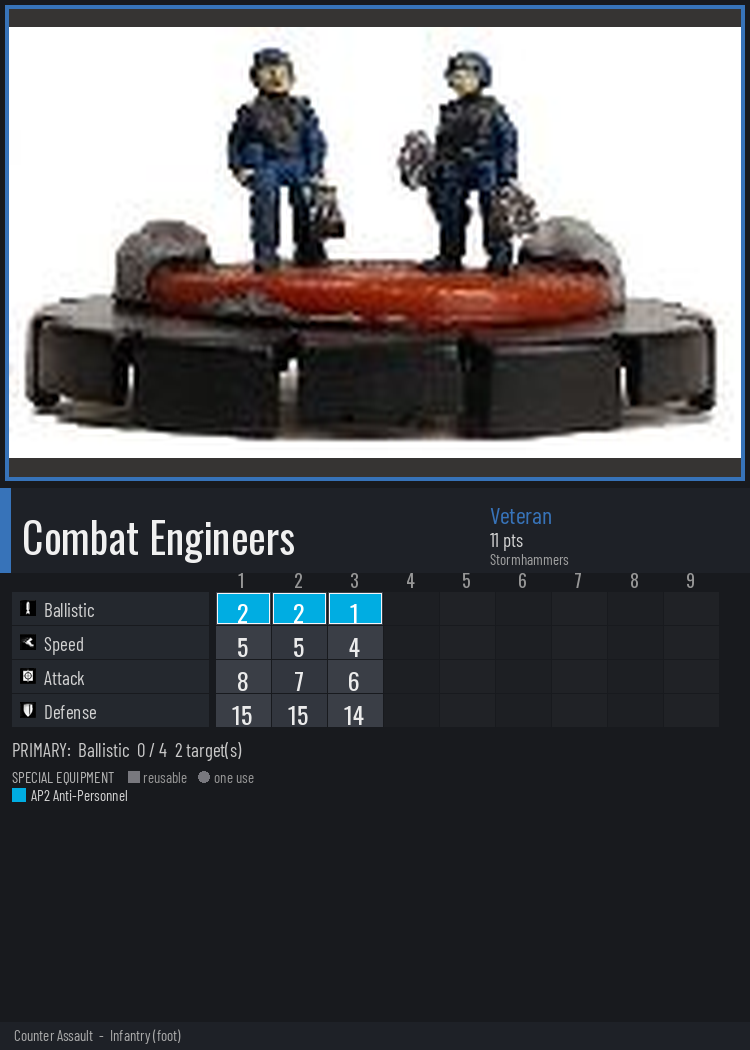 Combat Engineers
Veteran
11 pts
Stormhammers
1 2 3 4 5 6 7 8 9
Ballistic 2 2 1
Speed 5 5 4
Attack 8 7 6
Defense 15 15 14
PRIMARY: Ballistic 0 / 4 2 target(s)
SPECIAL EQUIPMENT reusable one use
AP2 Anti-Personnel
Counter Assault - Infantry (foot)